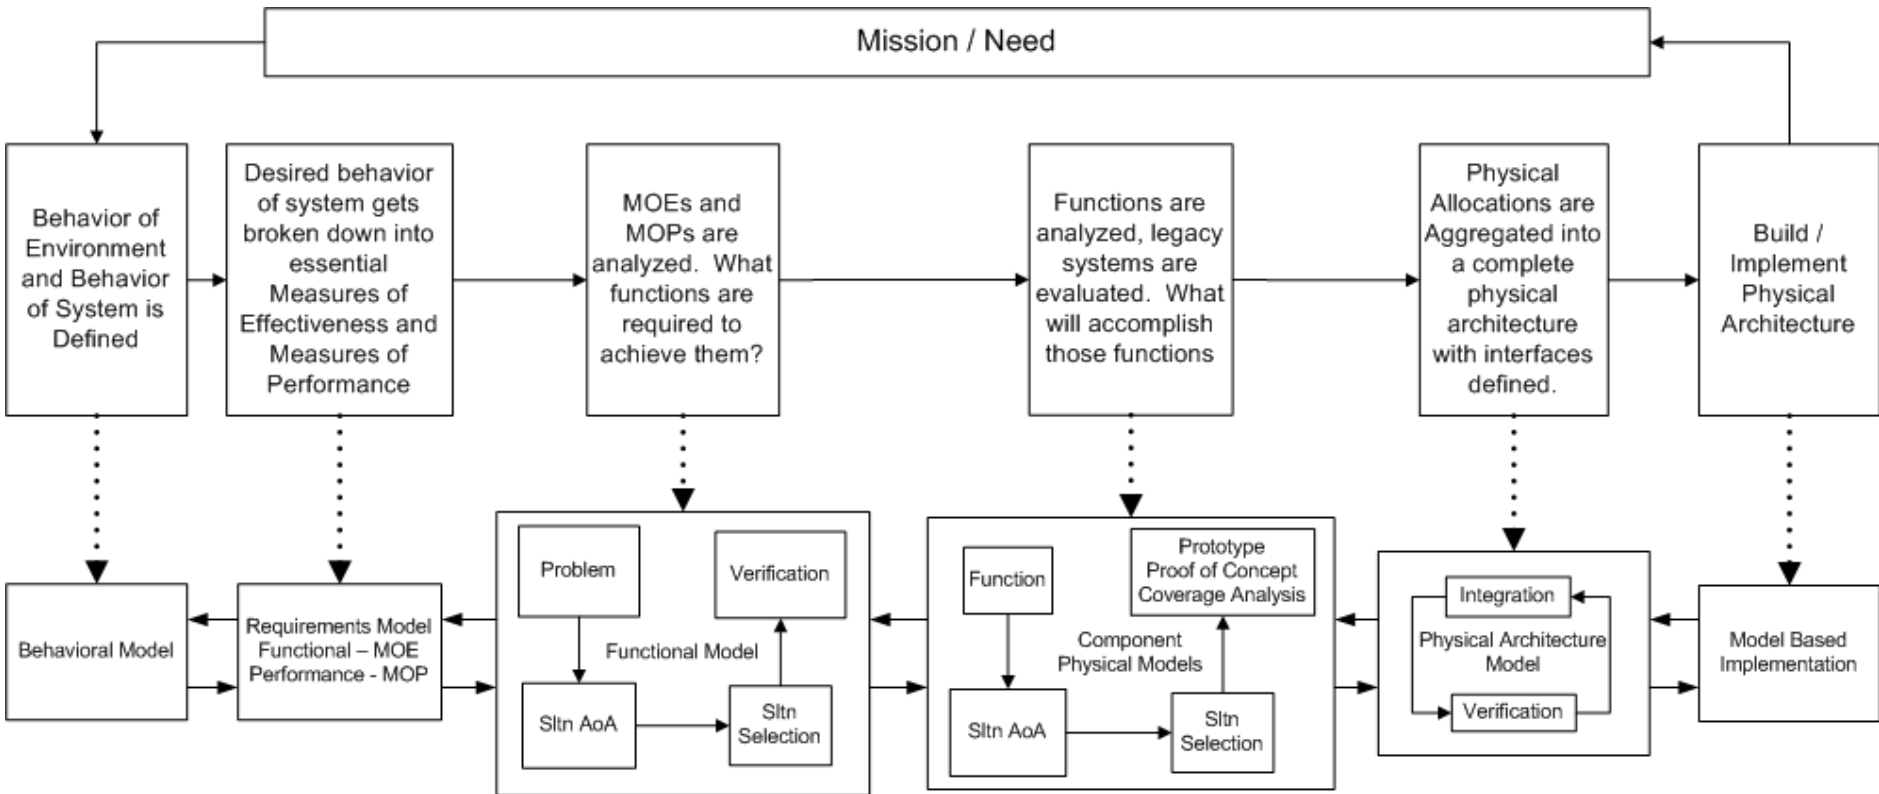 Mission / Need
Behavior of
Environment
and Behavior
of System is
Defined
Desired behavior
of system gets
broken down into
essential
Measures of
Effectiveness and
Measures of
Performance
MOEs and
MOPs are
analyzed.  What
functions are
required to
achieve them?
Functions are
analyzed, legacy
systems are
evaluated.  What
will accomplish
those functions
Physical
Allocations are
Aggregated into
a complete
physical
architecture
with interfaces
defined.
Build /
Implement
Physical
Architecture
Behavioral Model
Requirements Model
Functional – MOE
Performance - MOP
Problem
Verification
Functional Model
Sltn AoA
Sltn
Selection
Function
Prototype
Proof of Concept
Coverage Analysis
Component
Physical Models
Sltn AoA
Sltn
Selection
Integration
Physical Architecture
Model
Verification
Model Based
Implementation